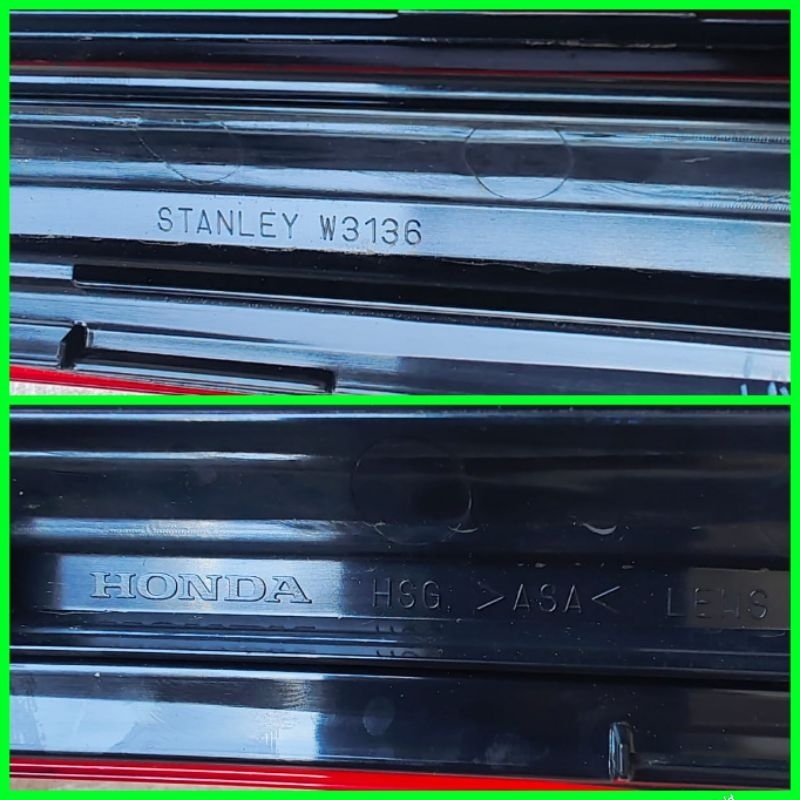 STANLEY W3136
HONDA HSG. >ASA< LENS